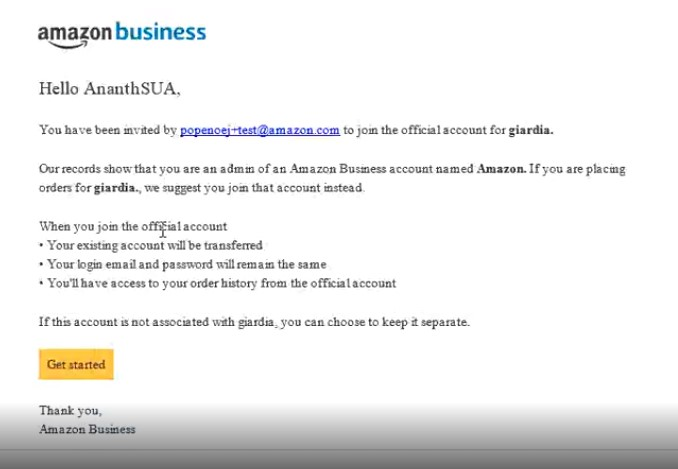 amazon business
Hello AnanthSUA,
You have been invited by popenoej+test@amazon.com to join the official account for giardia.
Our records show that you are an admin of an Amazon Business account named Amazon. If you are placing
orders for giardia., we suggest you join that account instead.
When you join the official account
• Your existing account will be transferred
• Your login email and password will remain the same
• You'll have access to your order history from the official account
If this account is not associated with giardia, you can choose to keep it separate.
Get started
Thank you,
Amazon Business